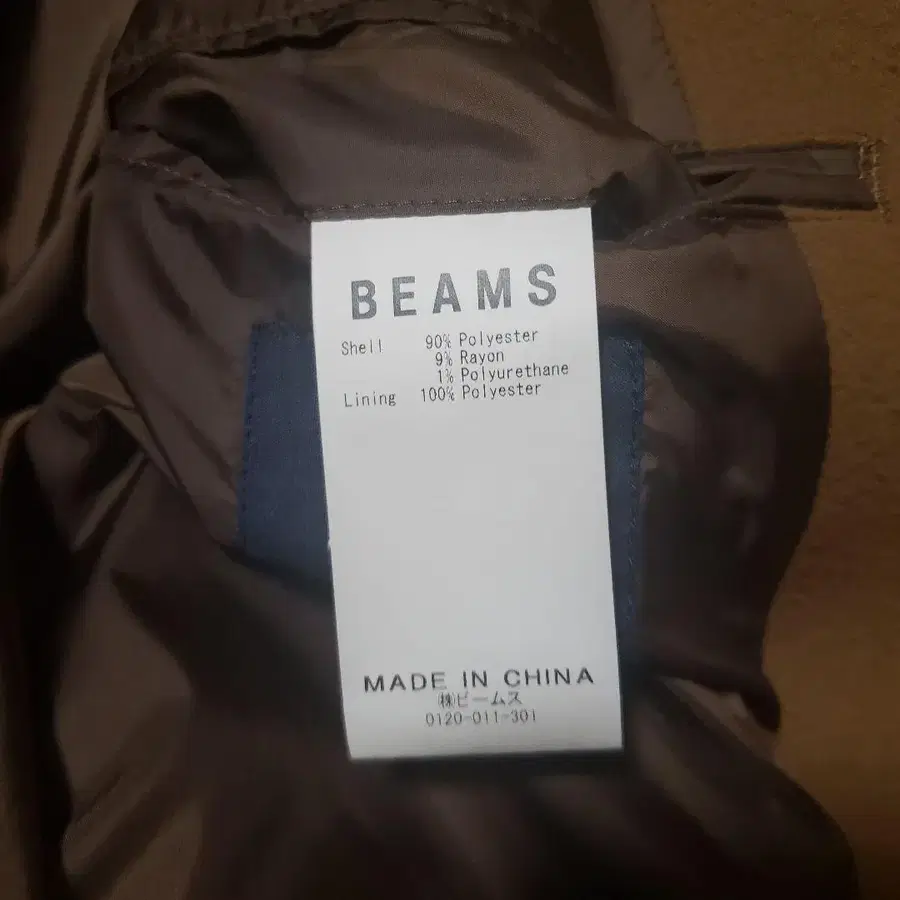 BEAMS
Shell 90% Polyester
9% Rayon
1% Polyurethane
Lining 100% Polyester
MADE IN CHINA
㈱ビームス
0120-011-301